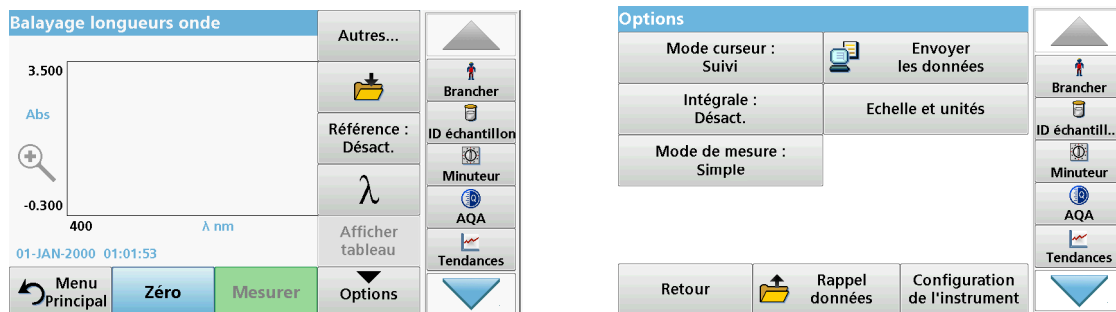 Balayage longueurs onde
Autres...
3.500
Abs
-0.300
400
λ nm
01-JAN-2000 01:01:53
Référence :
Désact.
λ
Afficher
tableau
Menu
Principal
Zéro
Mesurer
Options
Brancher
ID échantillon
Minuteur
AQA
Tendances
Options
Mode curseur :
Suivi
Envoyer
les données
Intégrale :
Désact.
Echelle et unités
Mode de mesure :
Simple
Retour
Rappel
données
Configuration
de l'instrument
Brancher
ID échantill..
Minuteur
AQA
Tendances